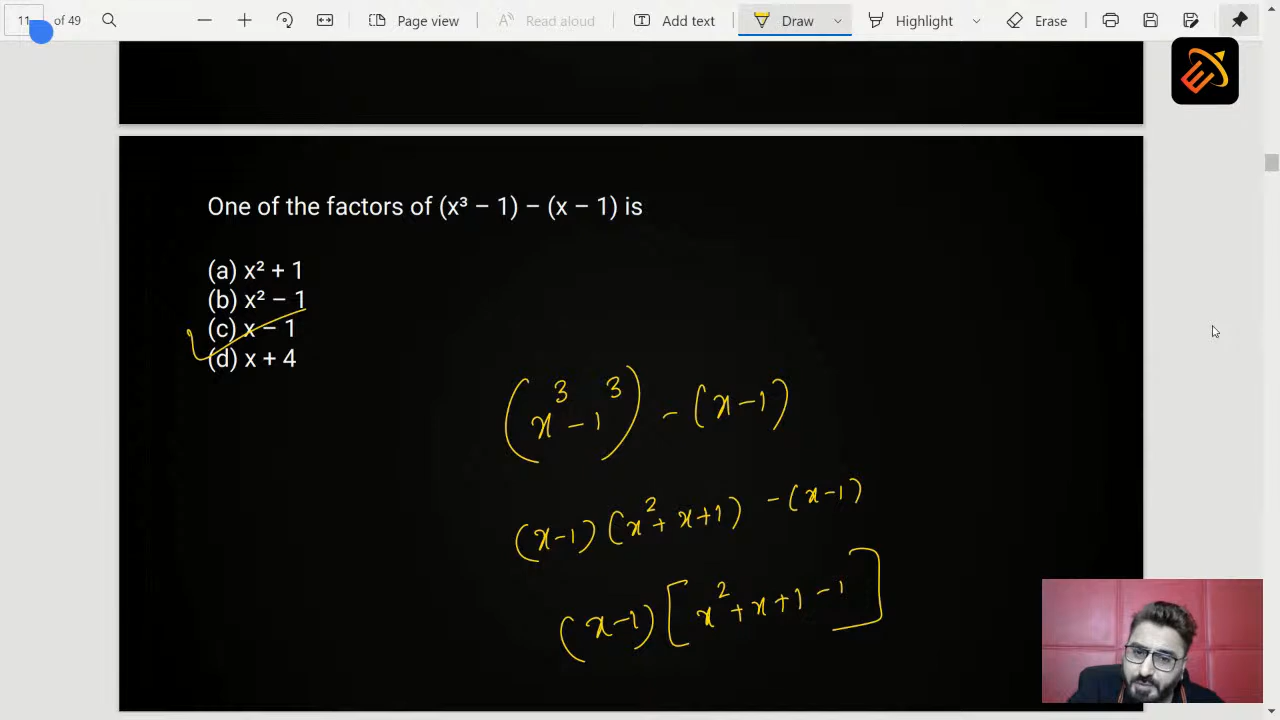 11 of 49 Page view Read aloud Add text Draw Highlight Erase
One of the factors of (x³ − 1) − (x − 1) is
(a) x² + 1
(b) x² − 1
(c) x − 1
(d) x + 4
(x³ − 1³) − (x − 1)
(x − 1) (x² + x + 1) − (x − 1)
(x − 1) [x² + x + 1 − 1]